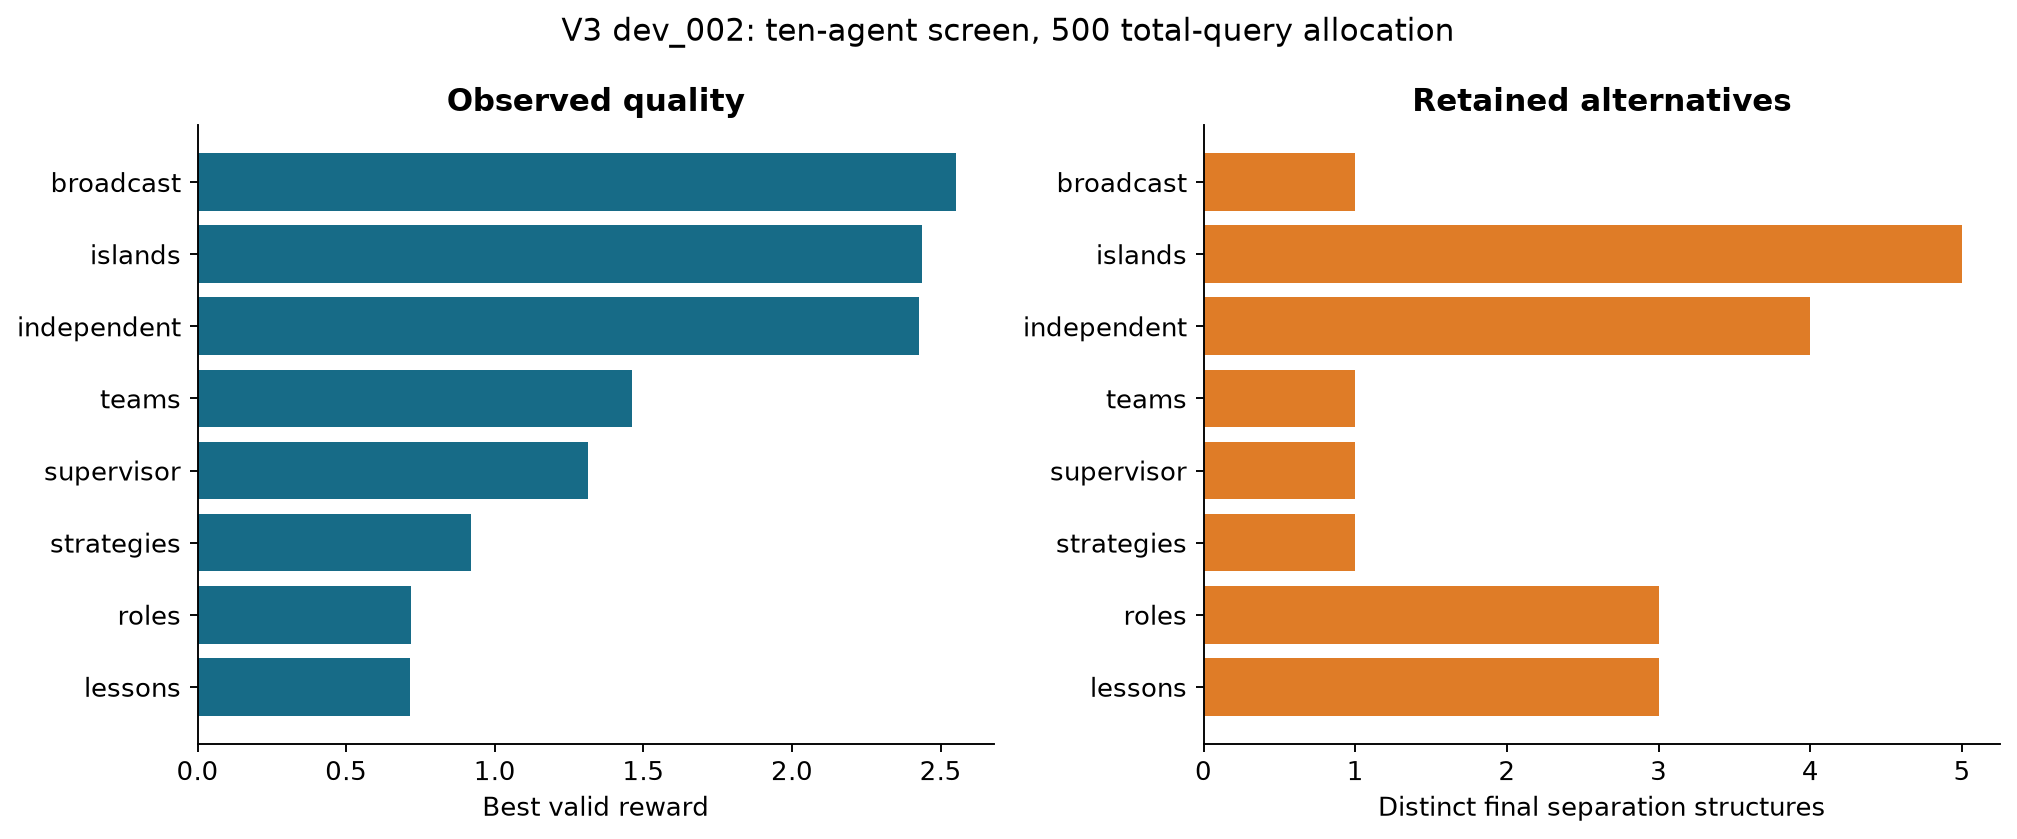 V3 dev_002: ten-agent screen, 500 total-query allocation
Observed quality
broadcast
islands
independent
teams
supervisor
strategies
roles
lessons
0.0 0.5 1.0 1.5 2.0 2.5
Best valid reward
Retained alternatives
broadcast
islands
independent
teams
supervisor
strategies
roles
lessons
0 1 2 3 4 5
Distinct final separation structures